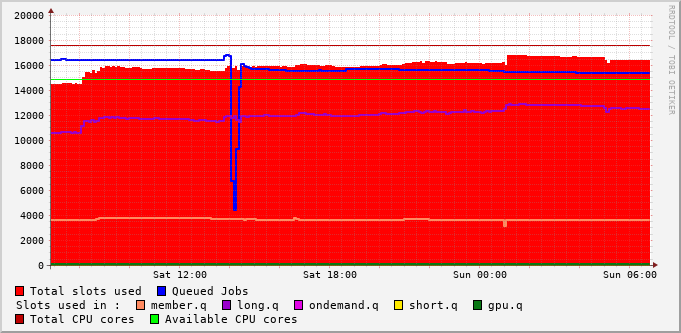 20000
18000
16000
14000
12000
10000
8000
6000
4000
2000
0
Sat 12:00 Sat 18:00 Sun 00:00 Sun 06:00
RRDTOOL / TOBI OETIKER
Total slots used Queued Jobs
Slots used in : member.q long.q ondemand.q short.q gpu.q
Total CPU cores Available CPU cores